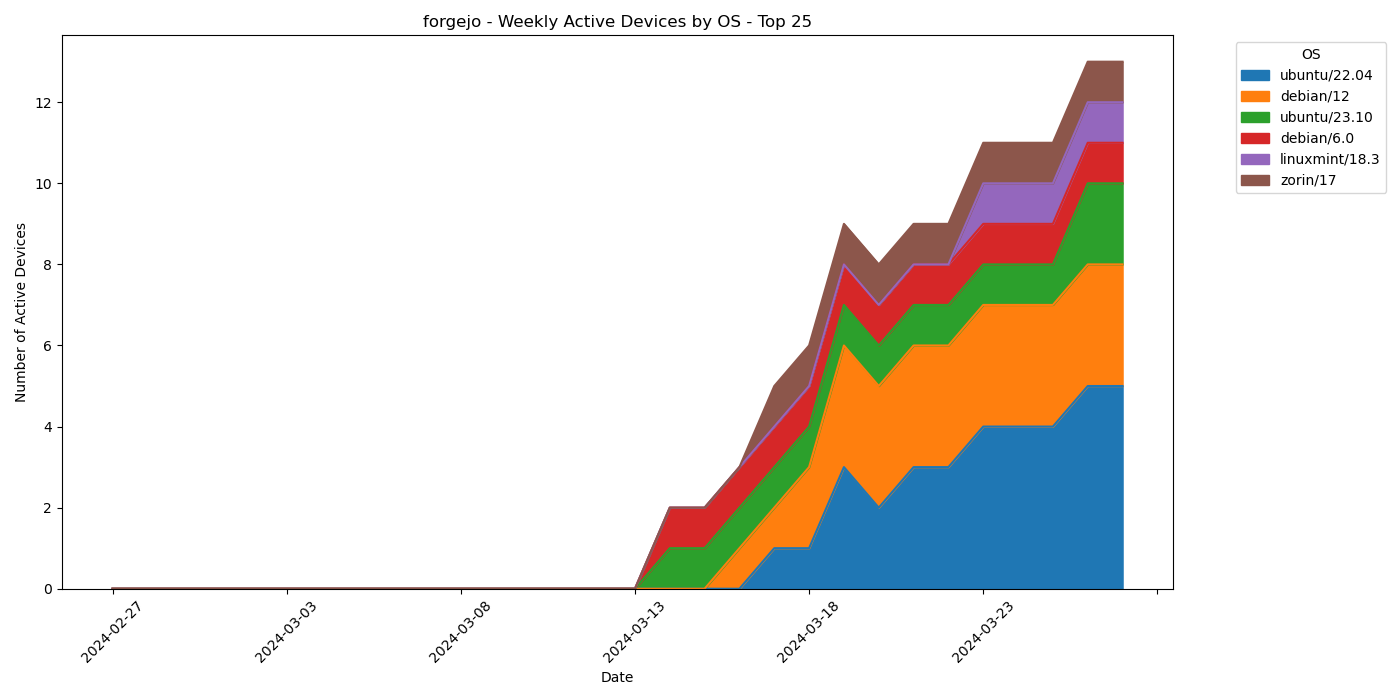 forgejo - Weekly Active Devices by OS - Top 25
OS
ubuntu/22.04
debian/12
ubuntu/23.10
debian/6.0
linuxmint/18.3
zorin/17
Number of Active Devices
12
10
8
6
4
2
0
2024-02-27
2024-03-03
2024-03-08
2024-03-13
2024-03-18
2024-03-23
Date